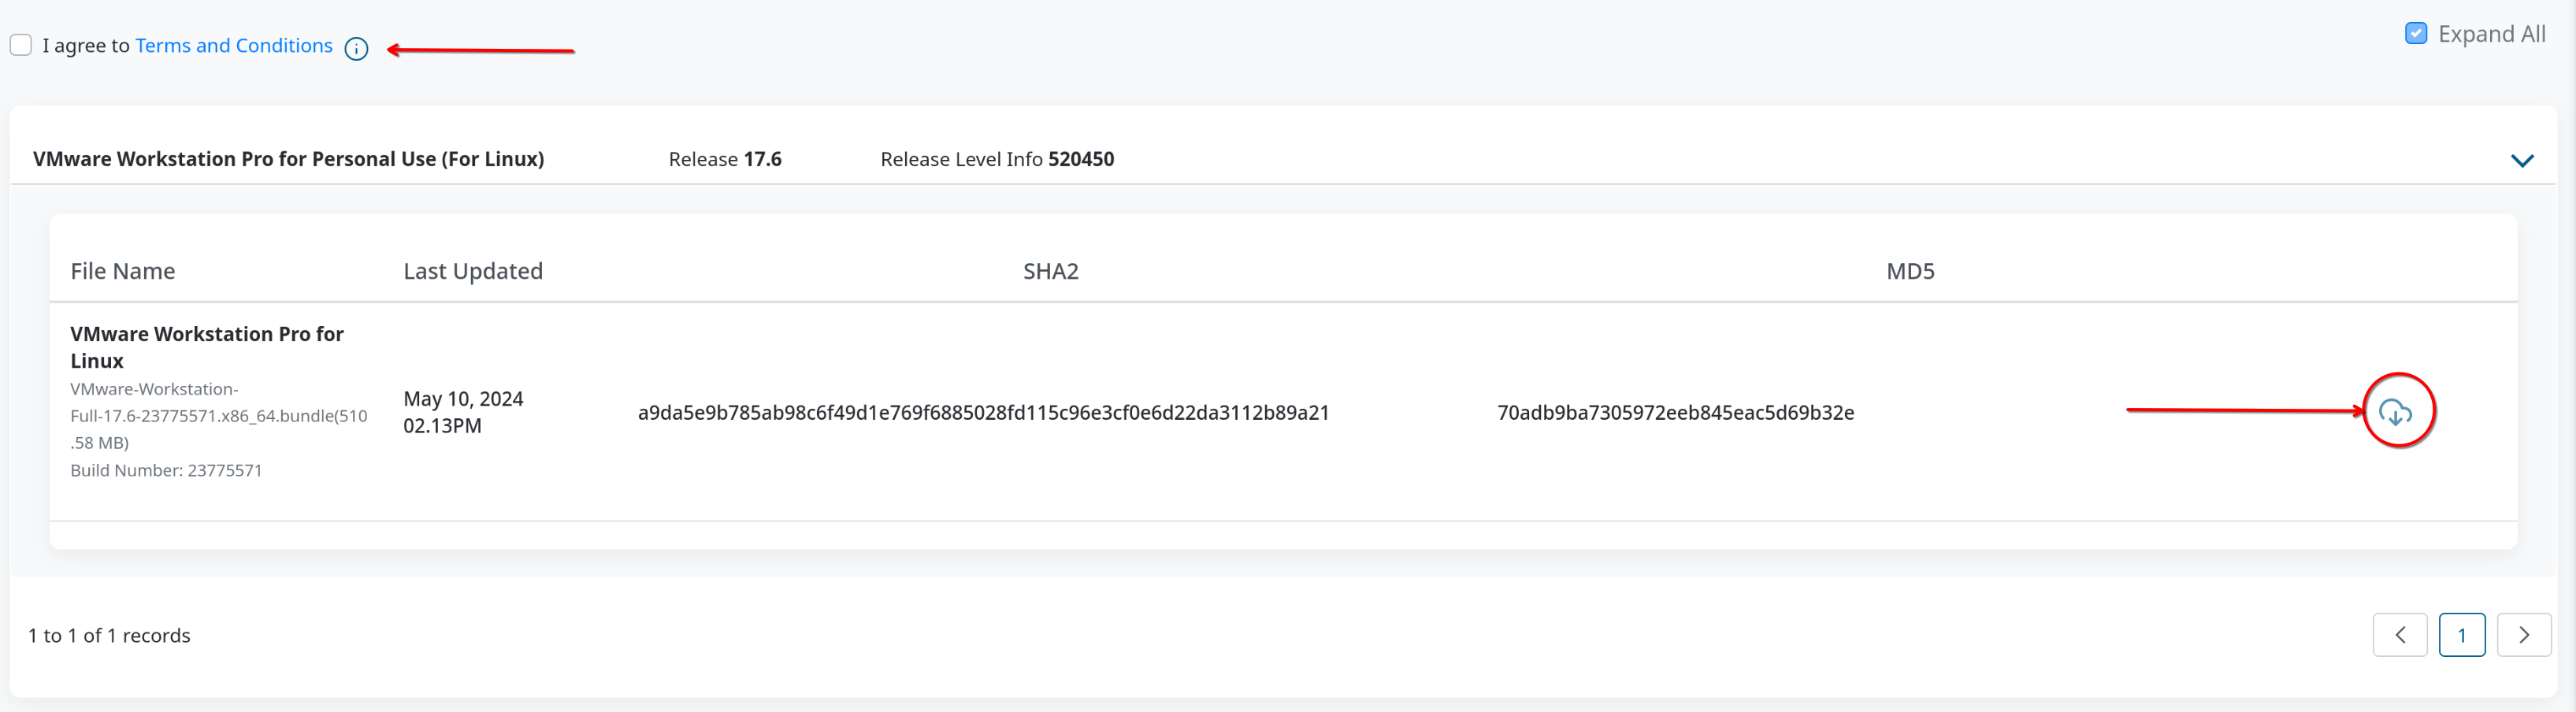 I agree to Terms and Conditions
Expand All
VMware Workstation Pro for Personal Use (For Linux) Release 17.6 Release Level Info 520450
File Name Last Updated SHA2 MD5
VMware Workstation Pro for
Linux
VMware-Workstation-
Full-17.6-23775571.x86_64.bundle(510
.58 MB)
Build Number: 23775571
May 10, 2024
02.13PM
a9da5e9b785ab98c6f49d1e769f6885028fd115c96e3cf0e6d22da3112b89a21
70adb9ba7305972eeb845eac5d69b32e
1 to 1 of 1 records
1